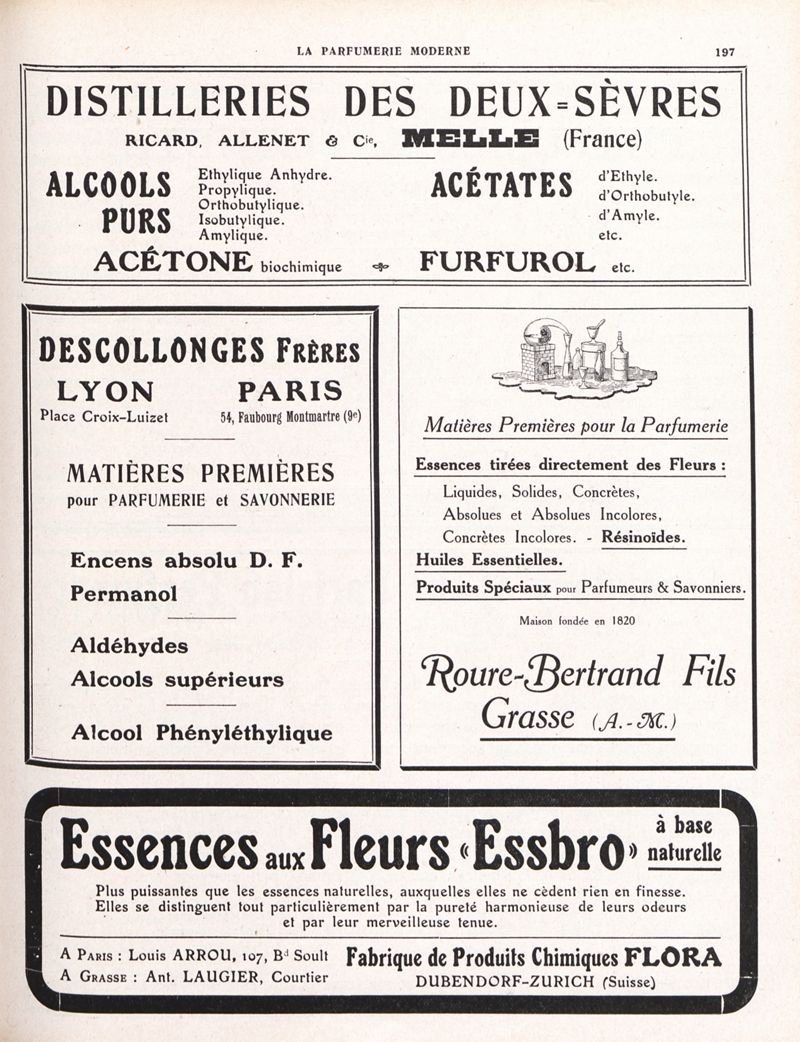 LA PARFUMERIE MODERNE
197
DISTILLERIES DES DEUX=SÈVRES
RICARD, ALLENET & Cie, MELLE (France)
ALCOOLS
PURS
Ethylique Anhydre.
Propylique.
Orthobutylique.
Isobutylique.
Amylique.
ACÉTATES
d'Ethyle.
d'Orthobutyle.
d'Amyle.
etc.
ACÉTONE biochimique
FURFUROL etc.
DESCOLLONGES FRÈRES
LYON
Place Croix-Luizet
PARIS
54, Faubourg Montmartre (9e)
MATIÈRES PREMIÈRES
pour PARFUMERIE et SAVONNERIE
Encens absolu D. F.
Permanol
Aldéhydes
Alcools supérieurs
Alcool Phényléthylique
Matières Premières pour la Parfumerie
Essences tirées directement des Fleurs :
Liquides, Solides, Concrètes,
Absolues et Absolues Incolores,
Concrètes Incolores. - Résinoïdes.
Huiles Essentielles.
Produits Spéciaux pour Parfumeurs & Savonniers.
Maison fondée en 1820
Roure-Bertrand Fils
Grasse (A.-M.)
Essences aux Fleurs « Essbro » à base
naturelle
Plus puissantes que les essences naturelles, auxquelles elles ne cèdent rien en finesse.
Elles se distinguent tout particulièrement par la pureté harmonieuse de leurs odeurs
et par leur merveilleuse tenue.
A PARIS : Louis ARROU, 107, Bd Soult
A GRASSE : Ant. LAUGIER, Courtier
Fabrique de Produits Chimiques FLORA
DUBENDORF-ZURICH (Suisse)